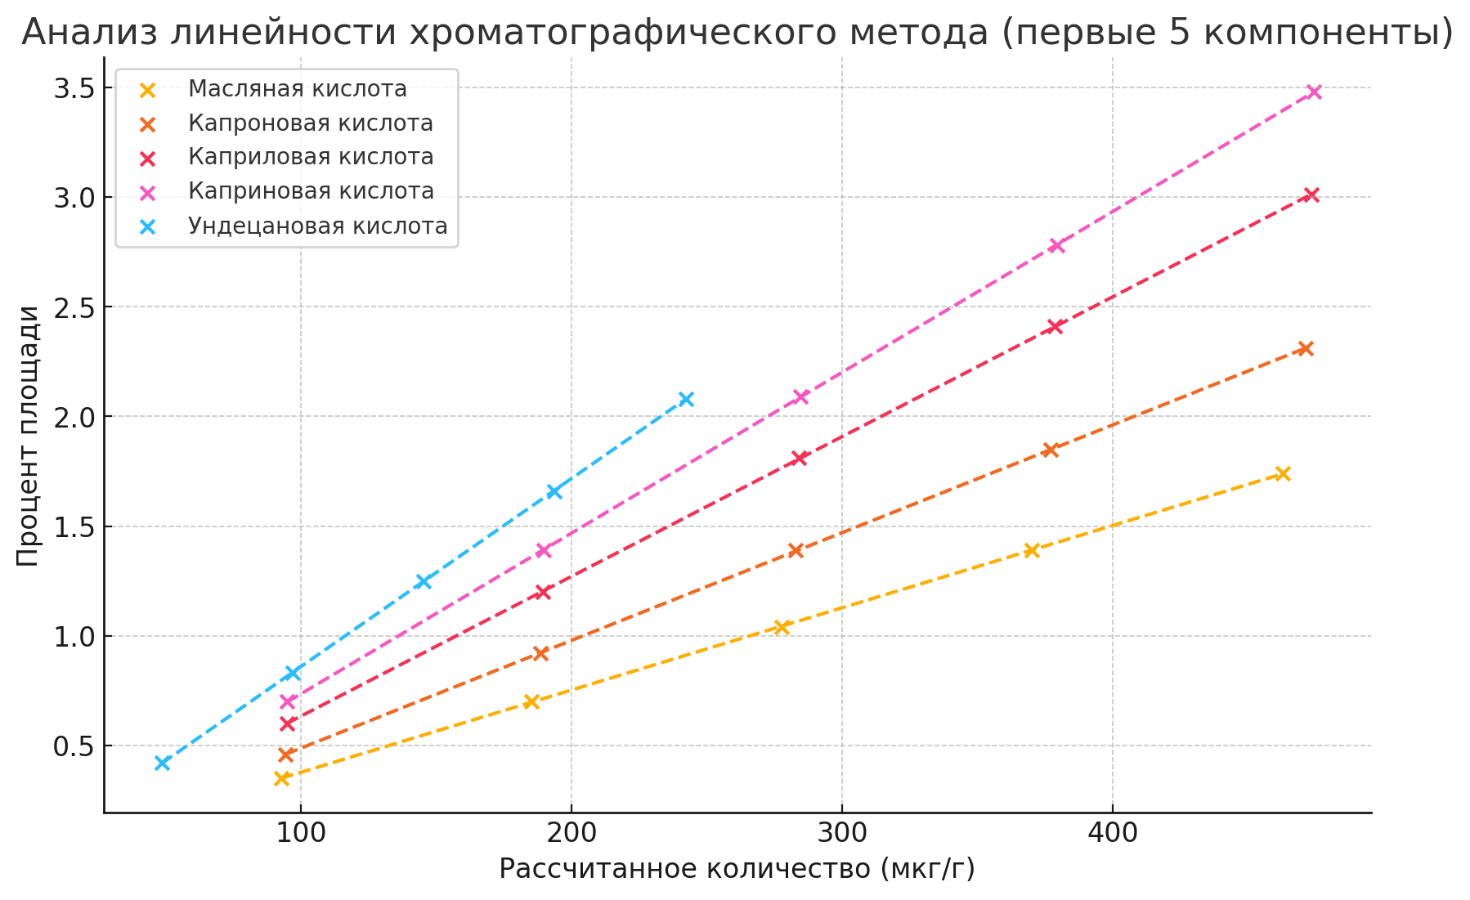 Анализ линейности хроматографического метода (первые 5 компоненты)
3.5
3.0
2.5
2.0
1.5
1.0
0.5
Процент площади
Масляная кислота
Капроновая кислота
Каприловая кислота
Каприновая кислота
Ундецановая кислота
100
200
300
400
Рассчитанное количество (мкг/г)